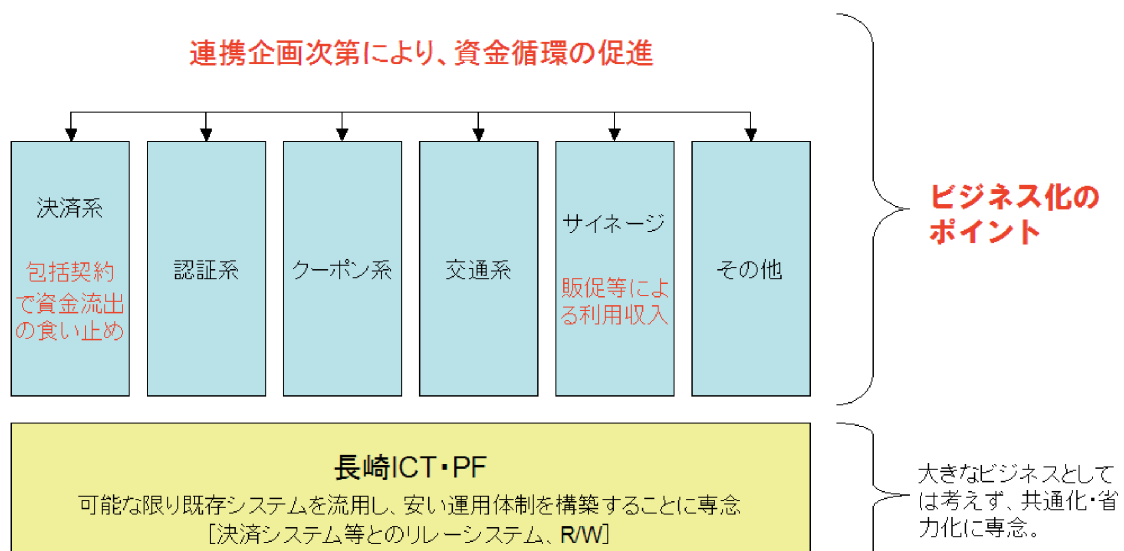 連携企画次第により、資金循環の促進
決済系
包括契約
で資金流出
の食い止め
認証系
クーポン系
交通系
サイネージ
販促等によ
る利用収入
その他
ビジネス化の
ポイント
長崎ICT・PF
可能な限り既存システムを流用し、安い運用体制を構築することに専念
[決済システム等とのリレーシステム、R/W]
大きなビジネスとして
は考えず、共通化・省
力化に専念。